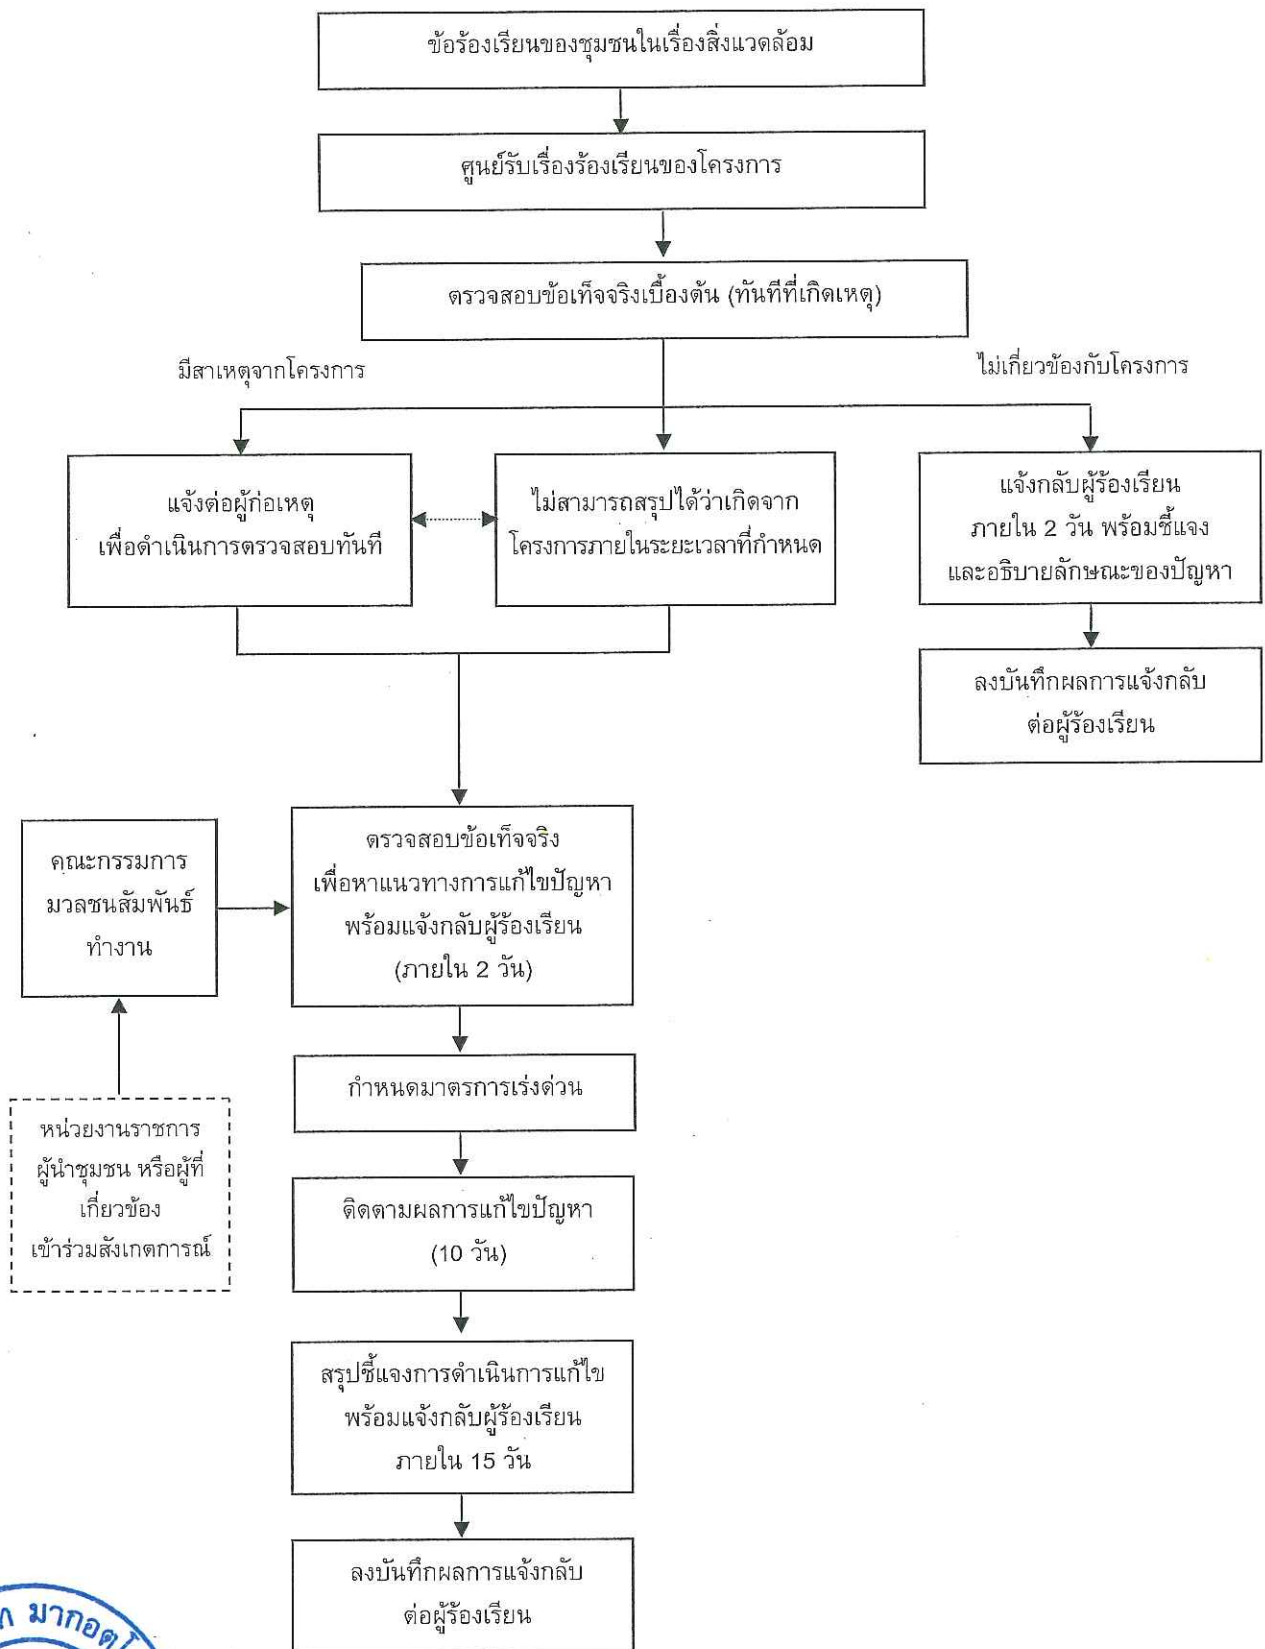 ข้อร้องเรียนของชุมชนในเรื่องสิ่งแวดล้อม
ศูนย์รับเรื่องร้องเรียนของโครงการ
ตรวจสอบข้อเท็จจริงเบื้องต้น (ทันทีที่เกิดเหตุ)
มีสาเหตุจากโครงการ
ไม่เกี่ยวข้องกับโครงการ
แจ้งต่อผู้ก่อเหตุ
เพื่อดำเนินการตรวจสอบทันที
ไม่สามารถสรุปได้ว่าเกิดจาก
โครงการภายในระยะเวลาที่กำหนด
แจ้งกลับผู้ร้องเรียน
ภายใน 2 วัน พร้อมชี้แจง
และอธิบายลักษณะของปัญหา
ลงบันทึกผลการแจ้งกลับ
ต่อผู้ร้องเรียน
คณะกรรมการ
มวลชนสัมพันธ์
ทำงาน
ตรวจสอบข้อเท็จจริง
เพื่อหาแนวทางการแก้ไขปัญหา
พร้อมแจ้งกลับผู้ร้องเรียน
(ภายใน 2 วัน)
กำหนดมาตรการเร่งด่วน
หน่วยงานราชการ
ผู้นำชุมชน หรือผู้ที่
เกี่ยวข้อง
เข้าร่วมสังเกตการณ์
ติดตามผลการแก้ไขปัญหา
(10 วัน)
สรุปชี้แจงการดำเนินการแก้ไข
พร้อมแจ้งกลับผู้ร้องเรียน
ภายใน 15 วัน
ลงบันทึกผลการแจ้งกลับ
ต่อผู้ร้องเรียน